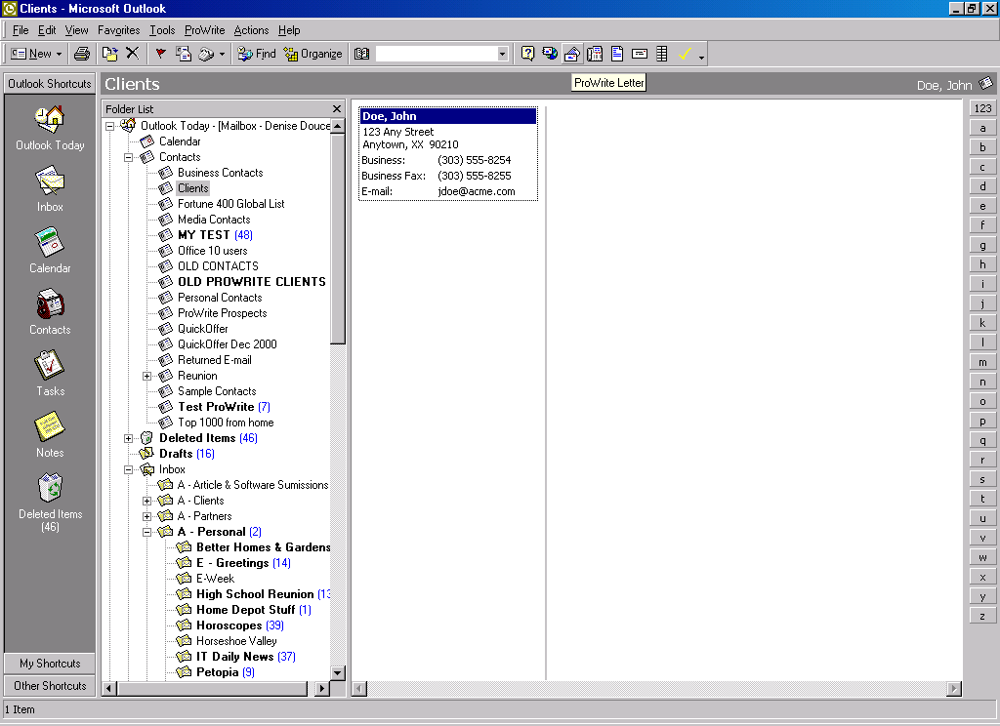 Clients - Microsoft Outlook
File Edit View Favorites Tools ProWrite Actions Help
New Find Organize
Outlook Shortcuts
Clients
ProWrite Letter
Doe, John
Outlook Today
Inbox
Calendar
Contacts
Tasks
Notes
Deleted Items
(46)
My Shortcuts
Other Shortcuts
Folder List
Outlook Today - [Mailbox - Denise Douce
Calendar
Contacts
Business Contacts
Clients
Fortune 400 Global List
Media Contacts
MY TEST (48)
Office 10 users
OLD CONTACTS
OLD PROWRITE CLIENTS
Personal Contacts
ProWrite Prospects
QuickOffer
QuickOffer Dec 2000
Returned E-mail
Reunion
Sample Contacts
Test ProWrite (7)
Top 1000 from home
Deleted Items (46)
Drafts (16)
Inbox
A - Article & Software Sumissions
A - Clients
A - Partners
A - Personal (2)
Better Homes & Gardens
E - Greetings (14)
E-Week
High School Reunion (13
Home Depot Stuff (1)
Horoscopes (39)
Horseshoe Valley
IT Daily News (37)
Petopia (9)
Doe, John
123 Any Street
Anytown, XX 90210
Business: (303) 555-8254
Business Fax: (303) 555-8255
E-mail: jdoe@acme.com
123
a
b
c
d
e
f
g
h
i
j
k
l
m
n
o
p
q
r
s
t
u
v
w
x
y
z
1 Item